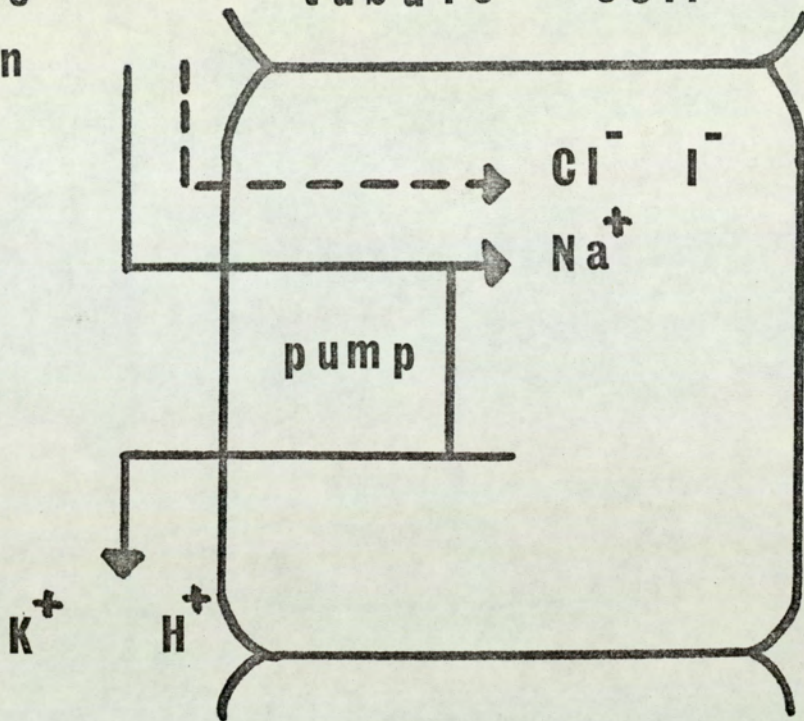 tubule cell
n
Cl⁻ I⁻
Na⁺
pump
K⁺ H⁺